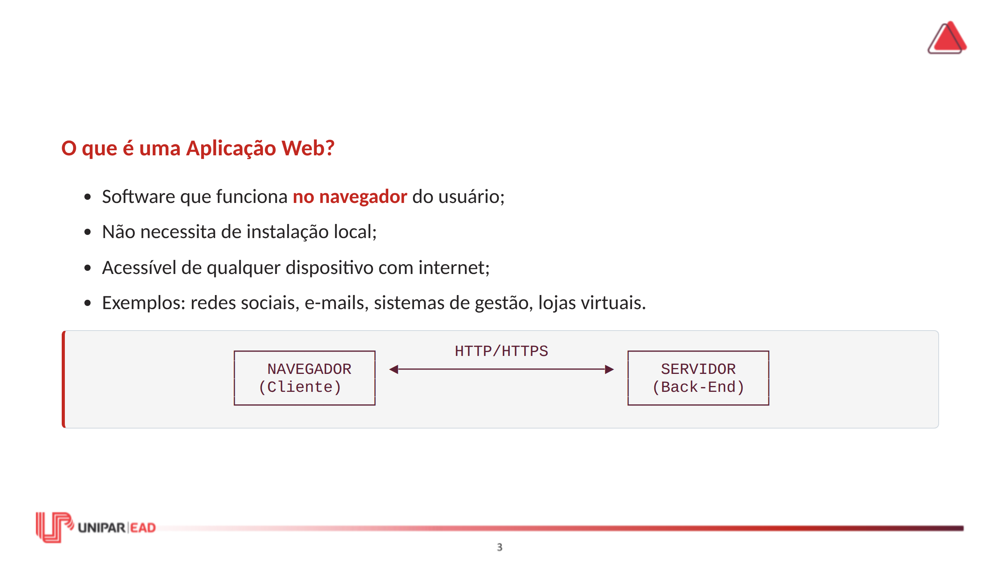 O que é uma Aplicação Web?
• Software que funciona no navegador do usuário;
• Não necessita de instalação local;
• Acessível de qualquer dispositivo com internet;
• Exemplos: redes sociais, e-mails, sistemas de gestão, lojas virtuais.
HTTP/HTTPS
NAVEGADOR
(Cliente)
SERVIDOR
(Back-End)
UNIPAR|EAD
3